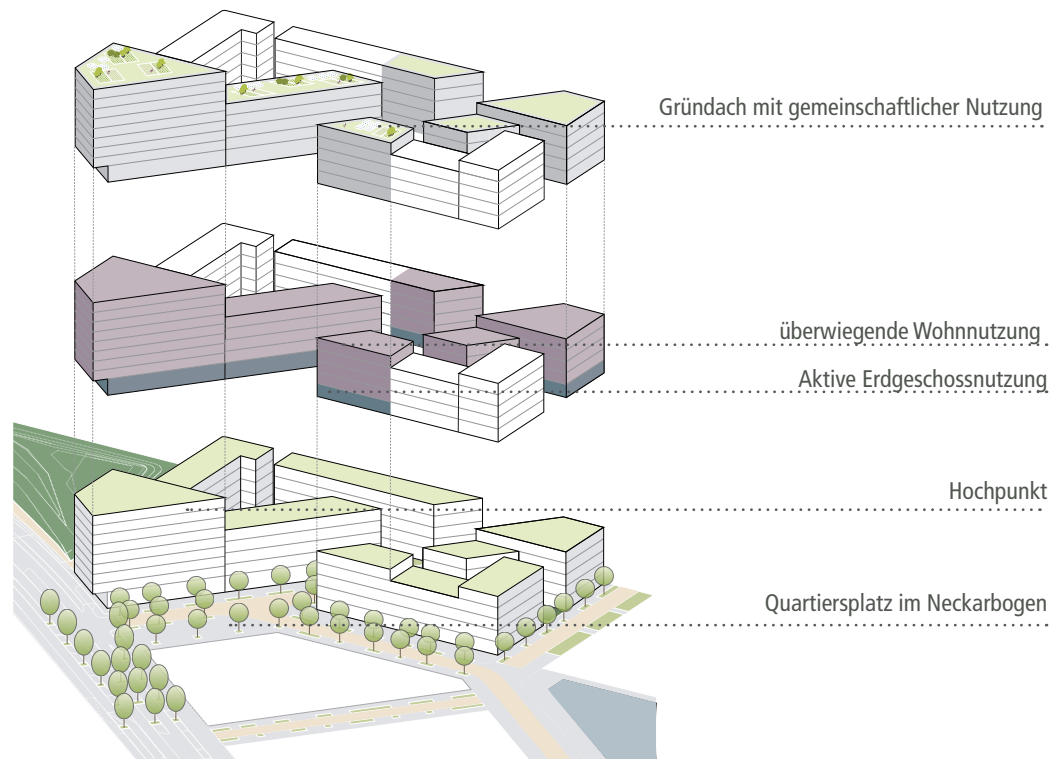 Gründach mit gemeinschaftlicher Nutzung
überwiegende Wohnnutzung
Aktive Erdgeschossnutzung
Hochpunkt
Quartiersplatz im Neckarbogen